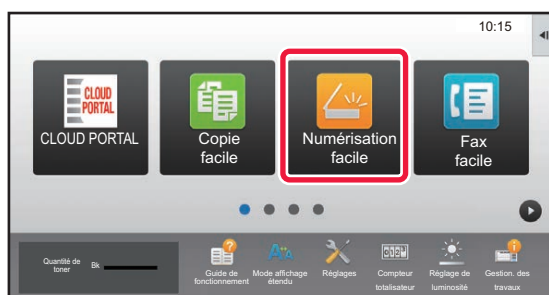 10:15
CLOUD
PORTAL
CLOUD PORTAL
Copie
facile
Numérisation
facile
Fax
facile
Quantité de
toner
Bk
Guide de
fonctionnement
Mode affichage
étendu
Réglages
Compteur
totalisateur
Réglage de
luminosité
Gestion. des
travaux